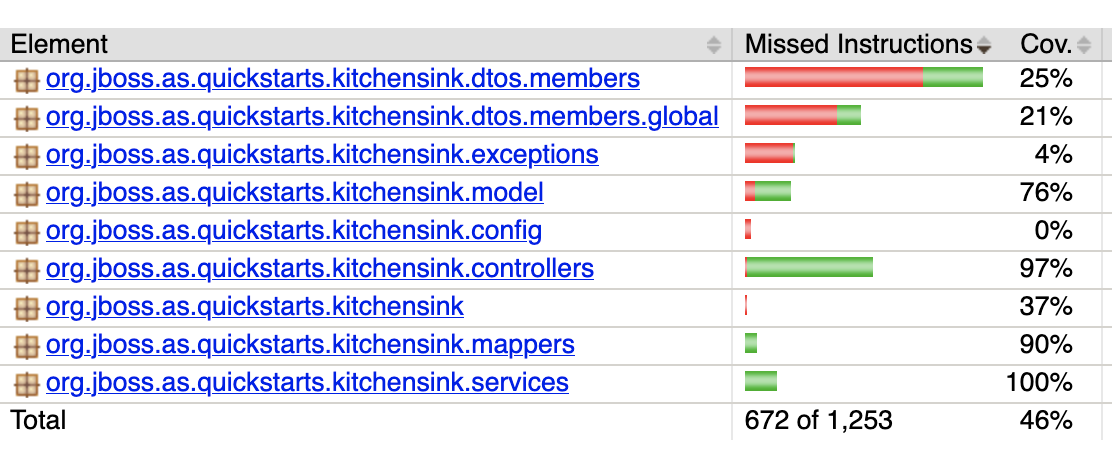 Element Missed Instructions Cov.
org.jboss.as.quickstarts.kitchensink.dtos.members 25%
org.jboss.as.quickstarts.kitchensink.dtos.members.global 21%
org.jboss.as.quickstarts.kitchensink.exceptions 4%
org.jboss.as.quickstarts.kitchensink.model 76%
org.jboss.as.quickstarts.kitchensink.config 0%
org.jboss.as.quickstarts.kitchensink.controllers 97%
org.jboss.as.quickstarts.kitchensink 37%
org.jboss.as.quickstarts.kitchensink.mappers 90%
org.jboss.as.quickstarts.kitchensink.services 100%
Total 672 of 1,253 46%